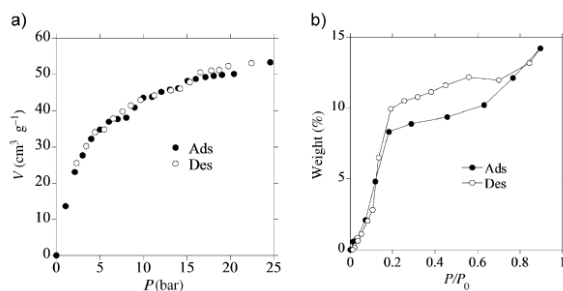 a)
60
50
40
30
20
10
0
V (cm³ g⁻¹)
Ads
Des
0 5 10 15 20 25
P(bar)
b)
15
10
5
0
Weight (%)
Ads
Des
0 0.2 0.4 0.6 0.8 1
P/P₀